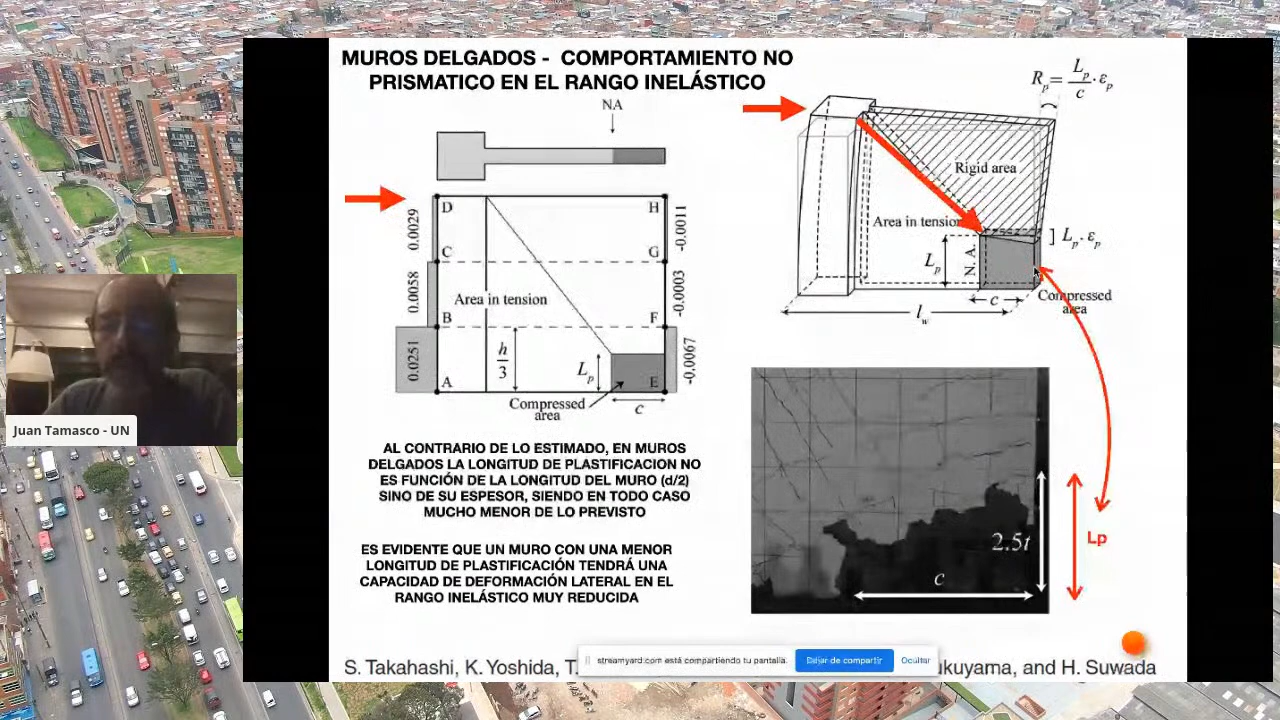 MUROS DELGADOS - COMPORTAMIENTO NO
PRISMATICO EN EL RANGO INELÁSTICO
NA
D
H
C
G
B
F
A
E
0.0029
0.0058
0.0251
-0.0011
-0.0003
-0.0067
Area in tension
h
3
Lp
Compressed
area
c
AL CONTRARIO DE LO ESTIMADO, EN MUROS
DELGADOS LA LONGITUD DE PLASTIFICACION NO
ES FUNCIÓN DE LA LONGITUD DEL MURO (d/2)
SINO DE SU ESPESOR, SIENDO EN TODO CASO
MUCHO MENOR DE LO PREVISTO
ES EVIDENTE QUE UN MURO CON UNA MENOR
LONGITUD DE PLASTIFICACIÓN TENDRÁ UNA
CAPACIDAD DE DEFORMACIÓN LATERAL EN EL
RANGO INELÁSTICO MUY REDUCIDA
Rp = Lp/c · εp
Rigid area
Area in tension
Lp · εp
Lp
N. A.
c
Compressed
area
lw
2.5t
c
Lp
Juan Tamasco - UN
streamyard.com está compartiendo tu pantalla.
Dejar de compartir
Ocultar
S. Takahashi, K. Yoshida, T. ukuyama, and H. Suwada